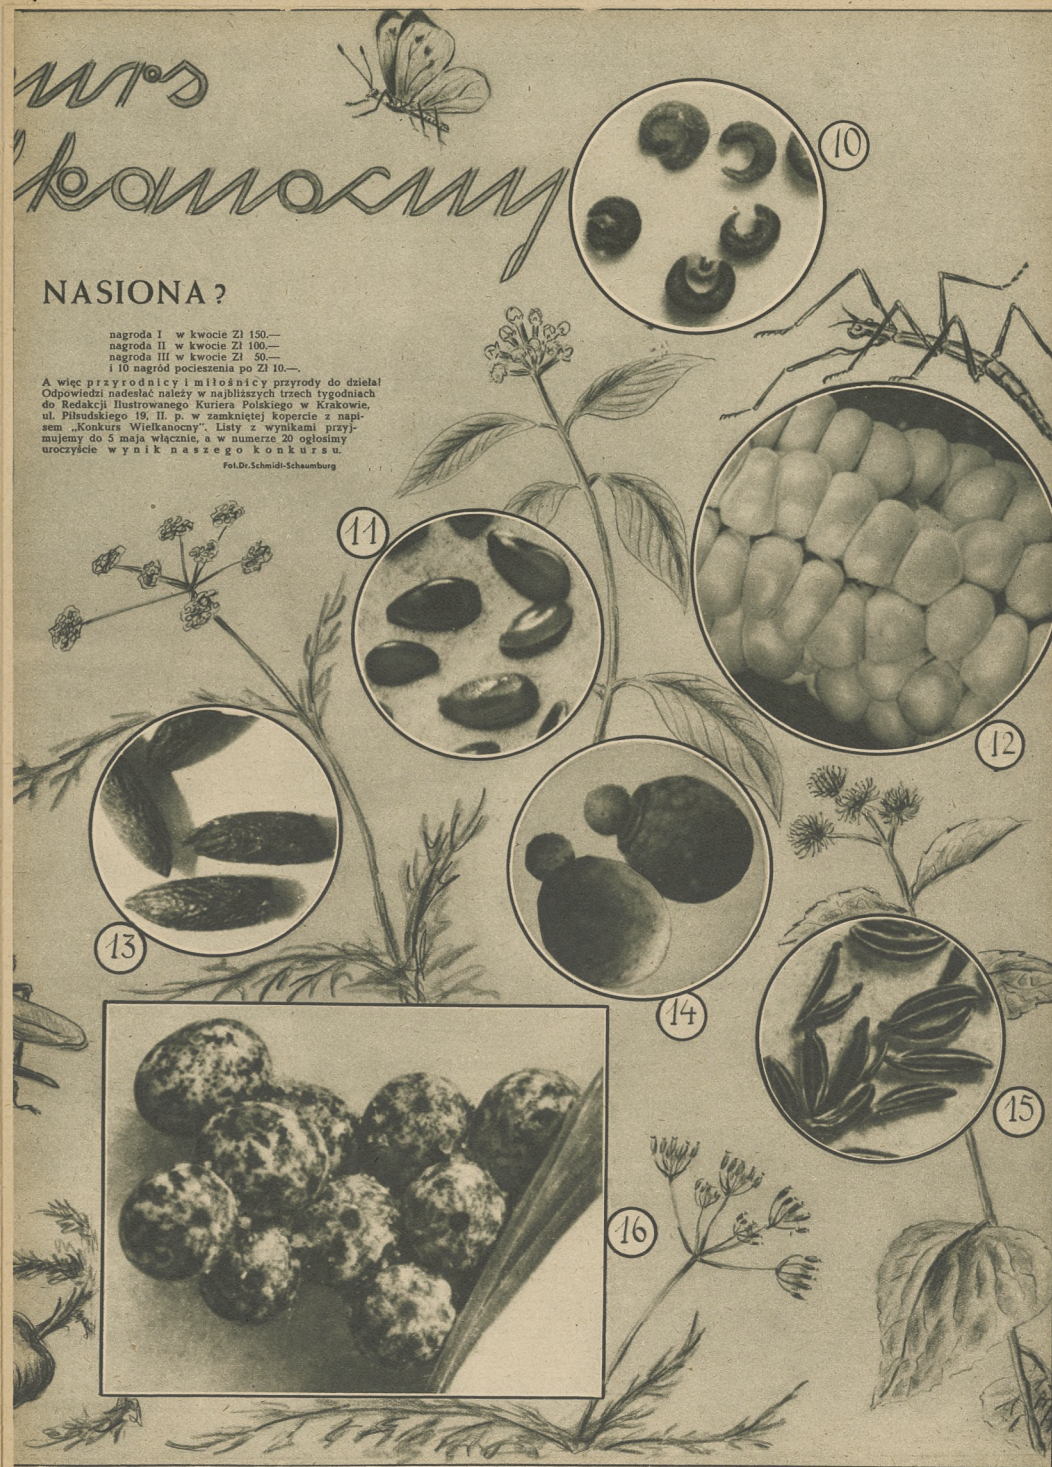 urs
lkanocny
NASIONA?
nagroda I w kwocie Zł 150.—
nagroda II w kwocie Zł 100.—
nagroda III w kwocie Zł 50.—
i 10 nagród pocieszenia po Zł 10.—.
A więc przyrodnicy i miłośnicy przyrody do dzieła!
Odpowiedzi nadesłać należy w najbliższych trzech tygodniach
do Redakcji Ilustrowanego Kuriera Polskiego w Krakowie,
ul. Piłsudskiego 19, II. p. w zamkniętej kopercie z napi-
sem „Konkurs Wielkanocny”. Listy z wynikami przyj-
mujemy do 5 maja włącznie, a w numerze 20 ogłosimy
uroczyście wynik naszego konkursu.
Fot.Dr.Schmidt-Schaumburg
10
11
12
13
14
15
16